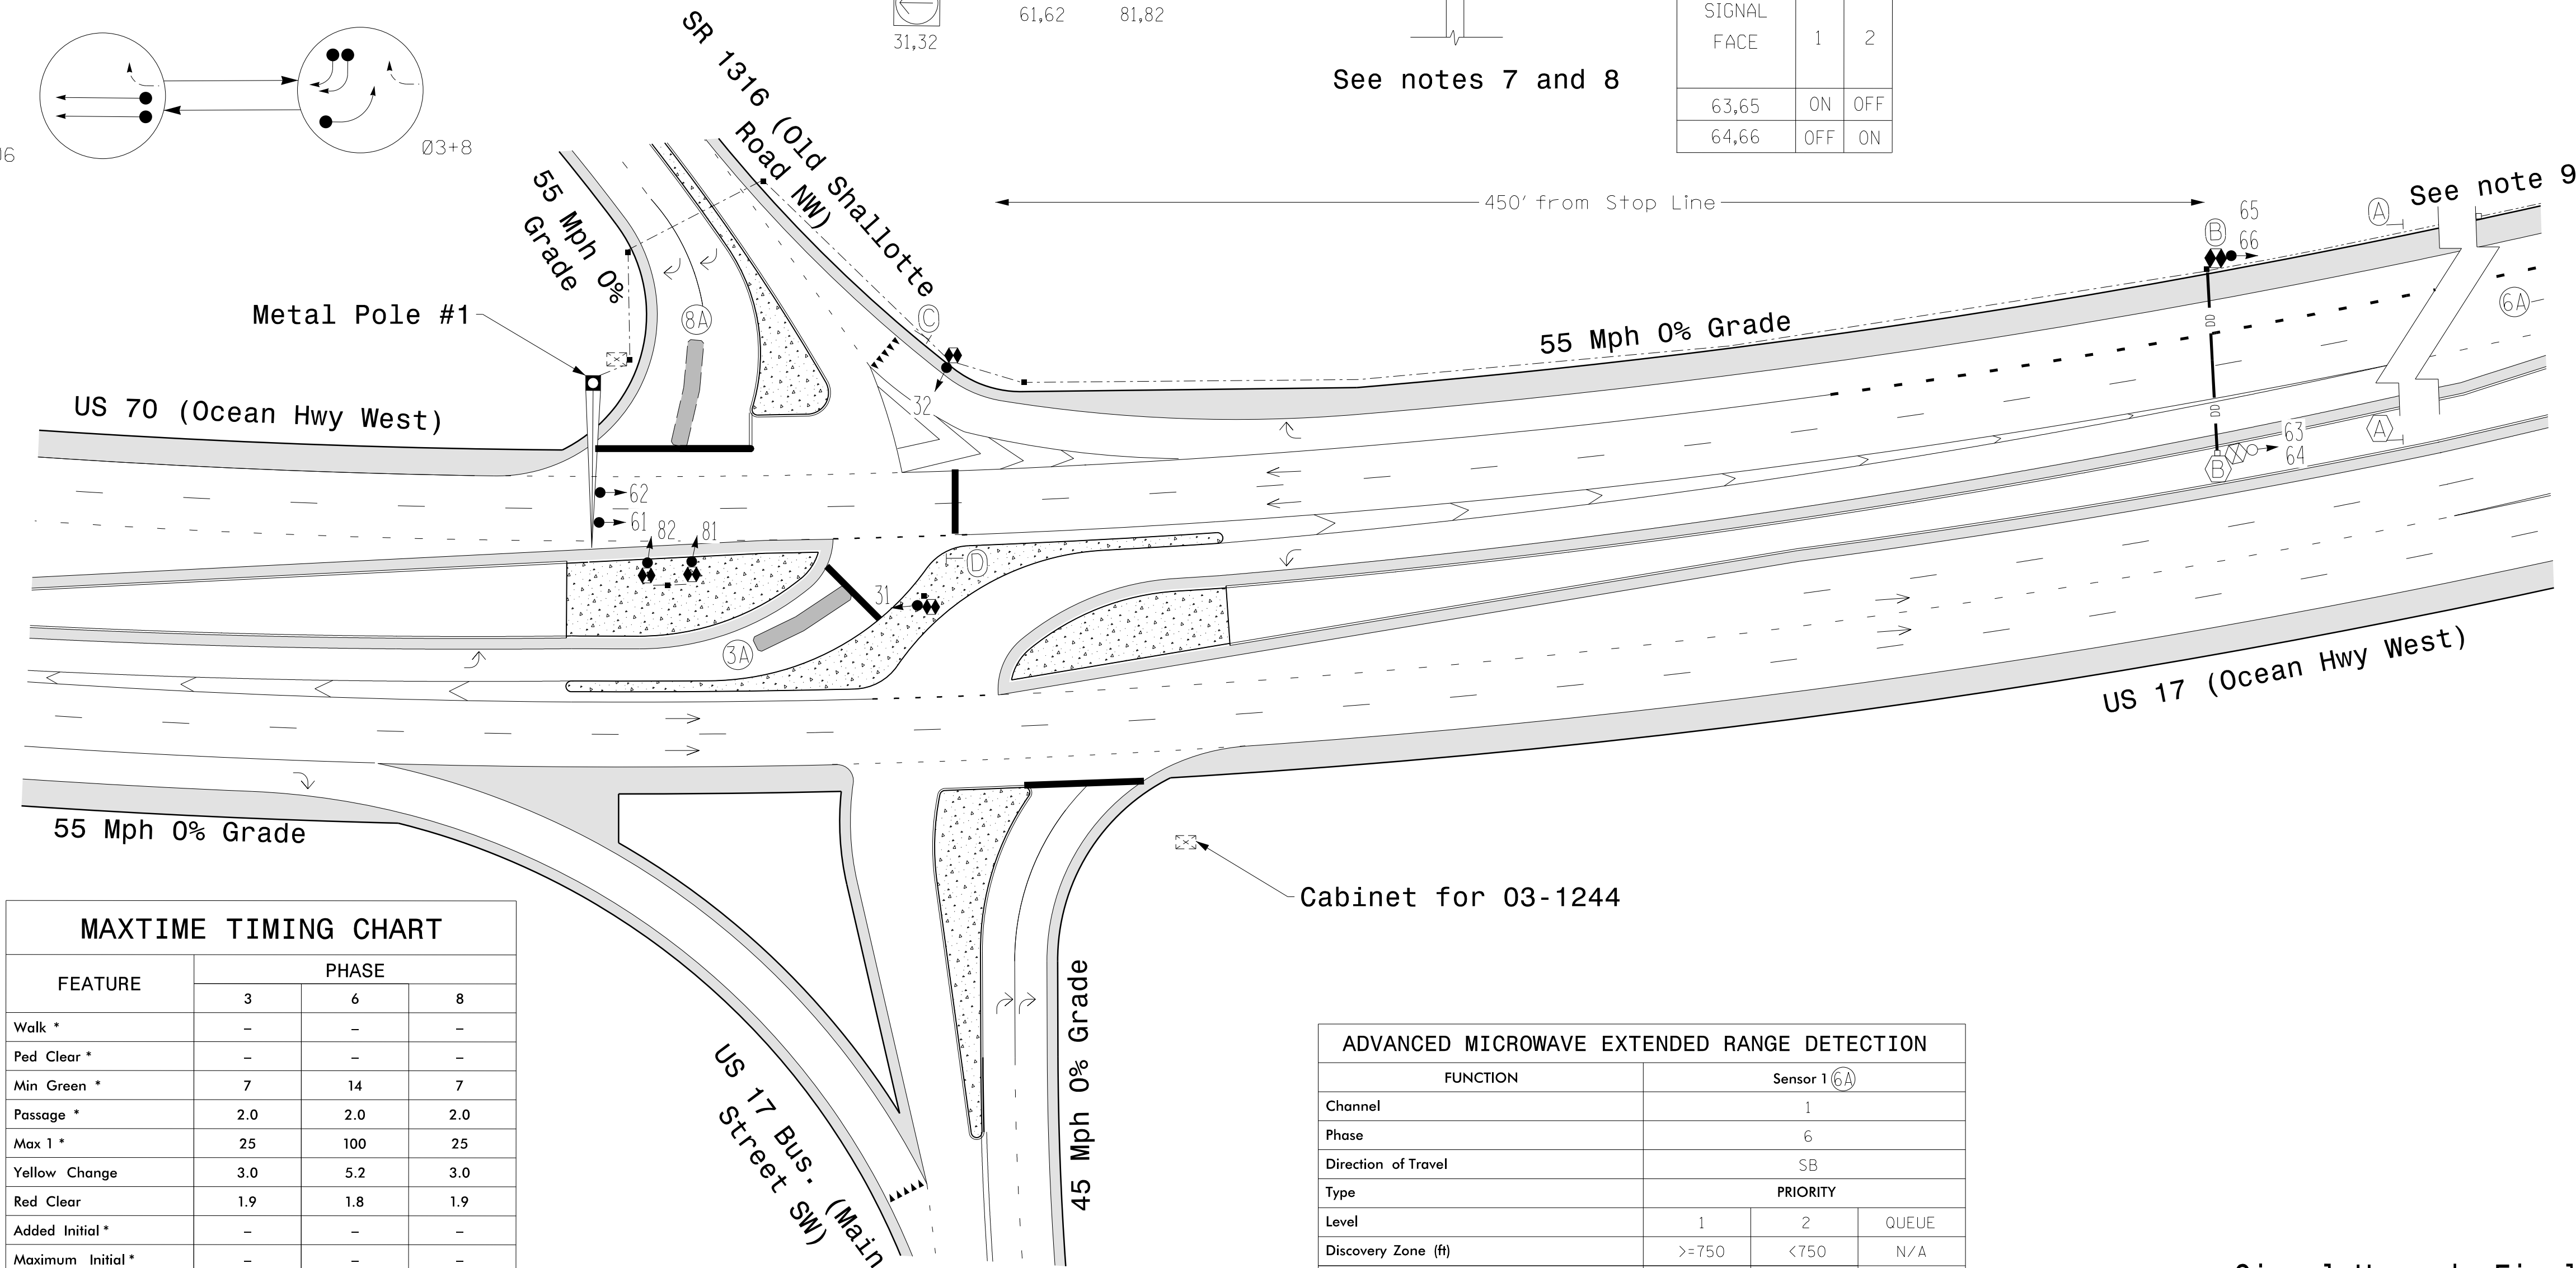 31,32
61,62
81,82
See notes 7 and 8
SIGNAL
FACE
1
2
63,65
ON
OFF
64,66
OFF
ON
06
Ø3+8
SR 1316 (Old Shallotte
Road NW)
55 Mph 0%
Grade
450' from Stop Line
See note 9
A
B
65
66
6A
Metal Pole #1
8A
C
32
55 Mph 0% Grade
US 70 (Ocean Hwy West)
A
63
64
B
62
61
82
81
D
31
3A
US 17 (Ocean Hwy West)
55 Mph 0% Grade
Cabinet for 03-1244
45 Mph 0% Grade
US 17 Bus. (Main
Street SW)
MAXTIME TIMING CHART
FEATURE
PHASE
3
6
8
Walk * – – –
Ped Clear * – – –
Min Green * 7 14 7
Passage * 2.0 2.0 2.0
Max 1 * 25 100 25
Yellow Change 3.0 5.2 3.0
Red Clear 1.9 1.8 1.9
Added Initial * – – –
Maximum Initial * – – –
ADVANCED MICROWAVE EXTENDED RANGE DETECTION
FUNCTION Sensor 1 6A
Channel 1
Phase 6
Direction of Travel SB
Type PRIORITY
Level 1 2 QUEUE
Discovery Zone (ft) >=750 <750 N/A